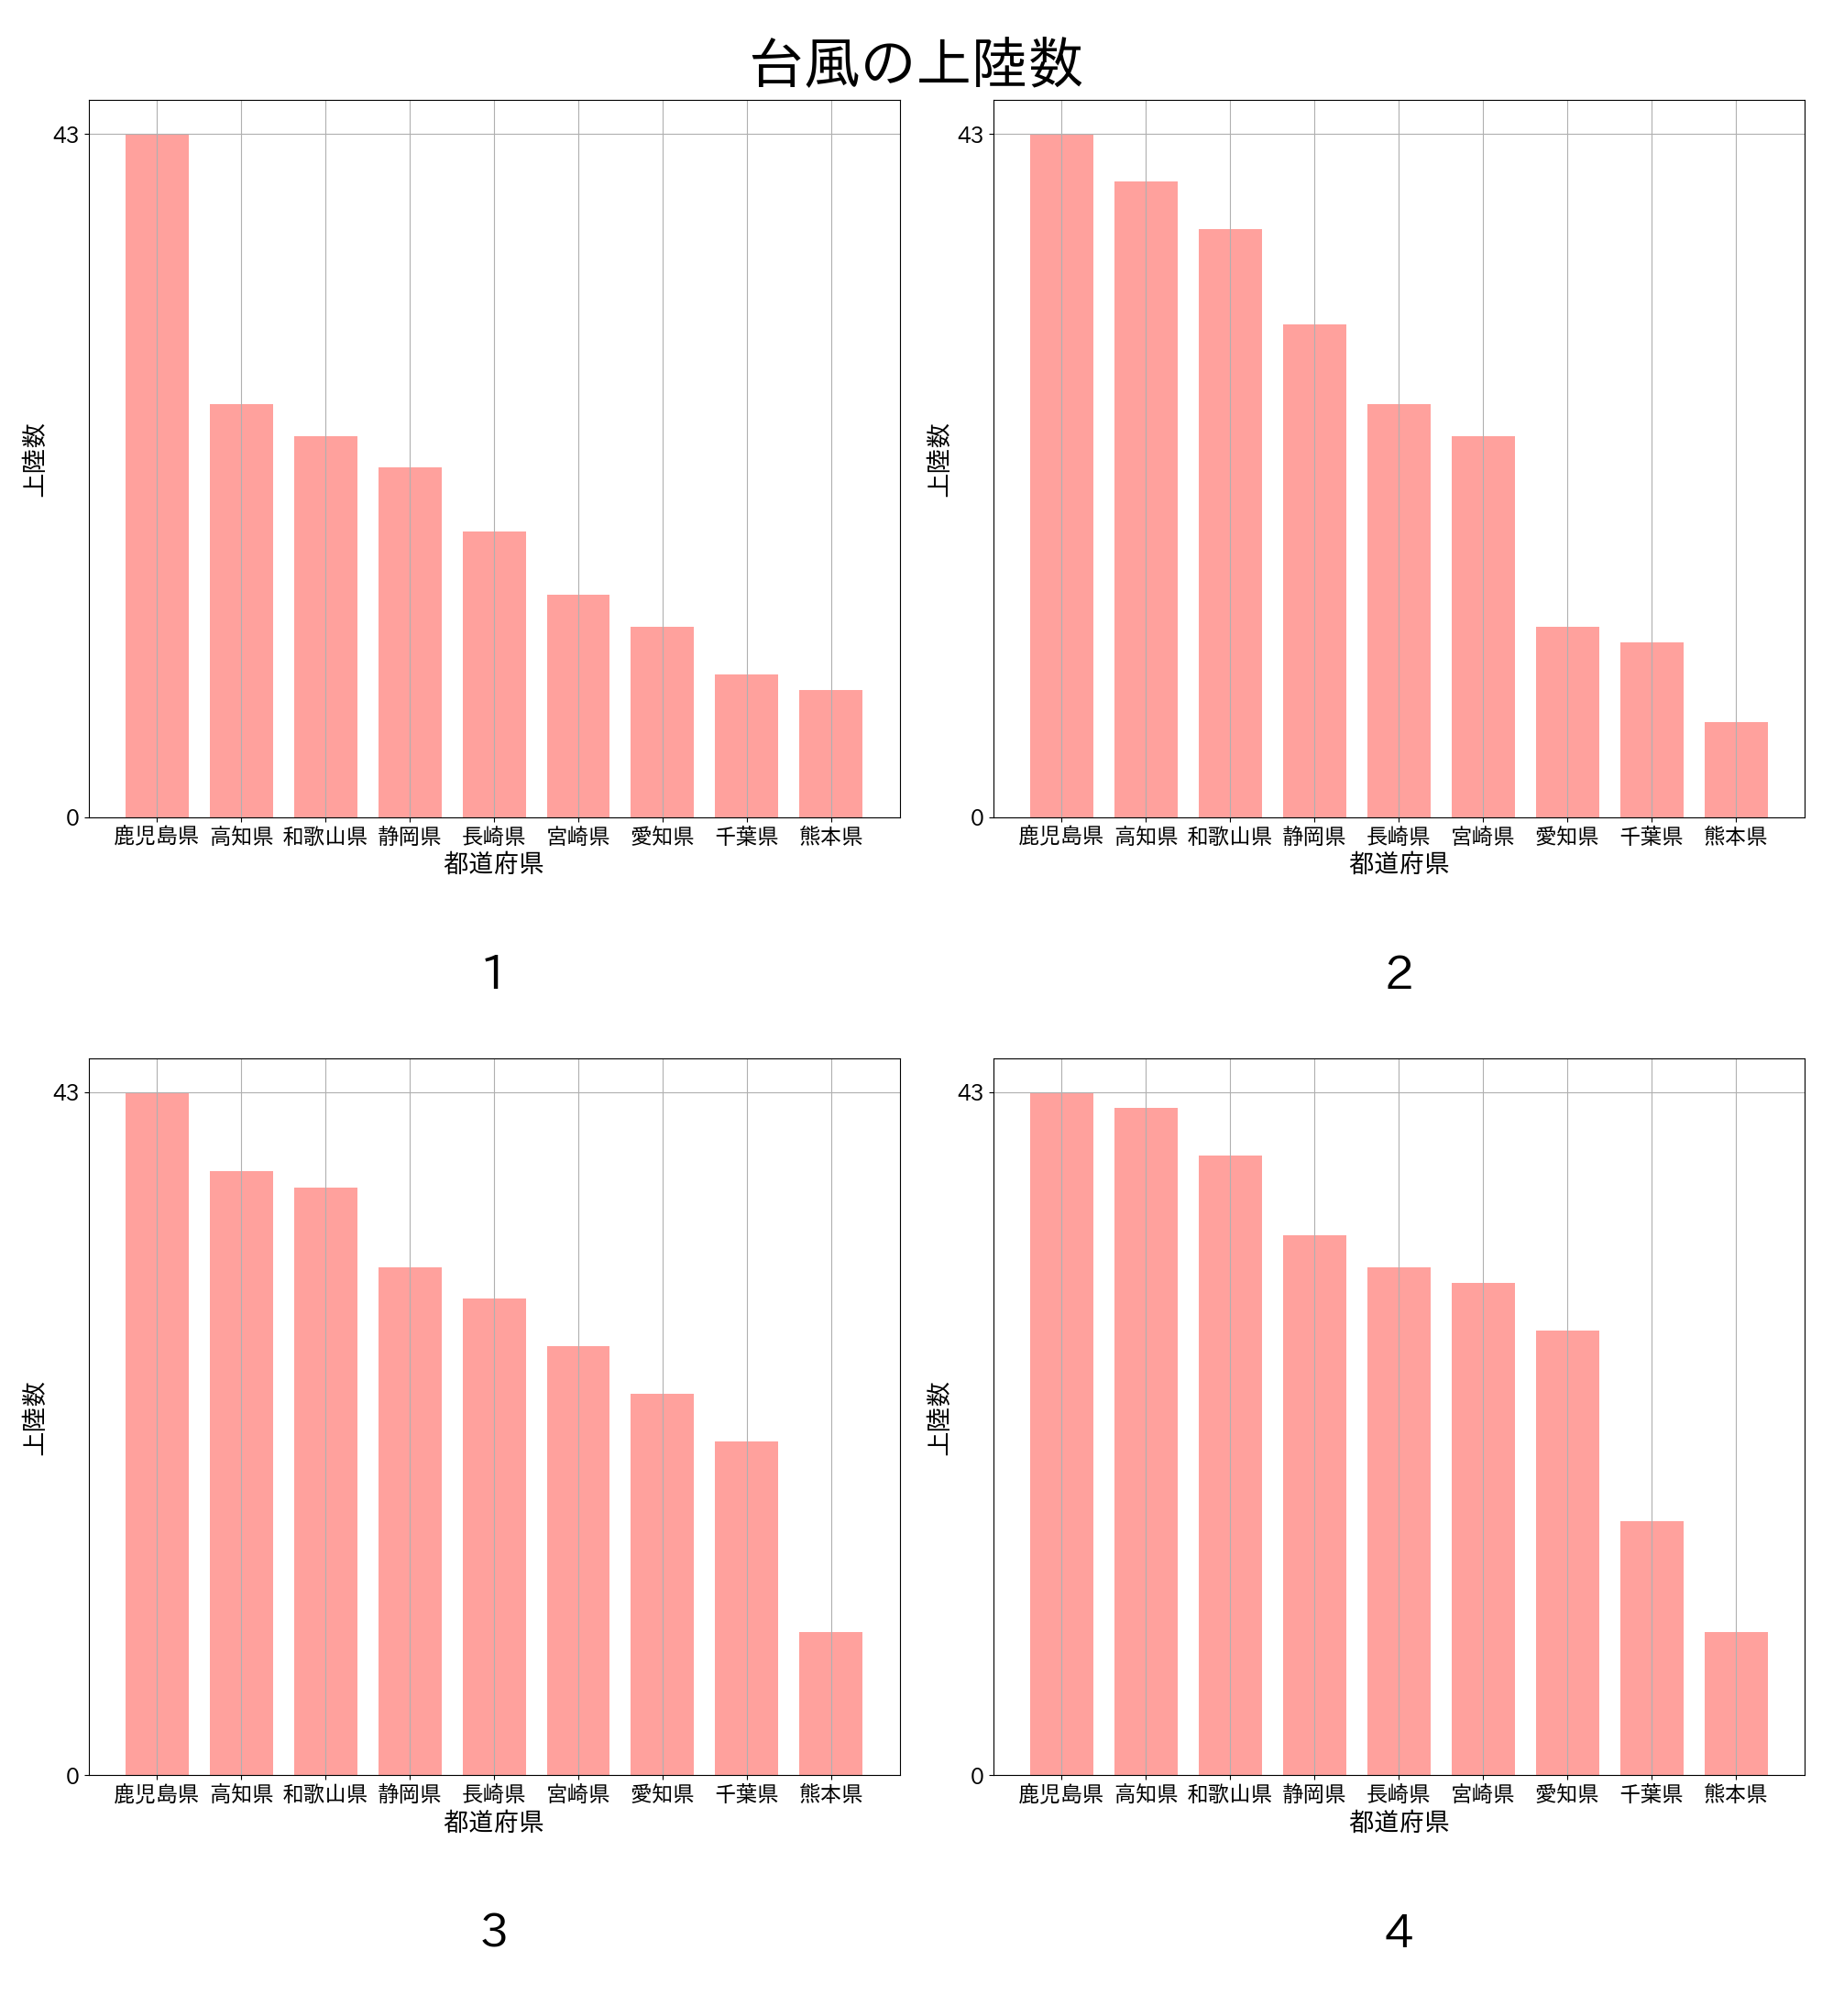 台風の上陸数
43
0
上陸数
鹿児島県 高知県 和歌山県 静岡県 長崎県 宮崎県 愛知県 千葉県 熊本県
都道府県
1
43
0
上陸数
鹿児島県 高知県 和歌山県 静岡県 長崎県 宮崎県 愛知県 千葉県 熊本県
都道府県
2
43
0
上陸数
鹿児島県 高知県 和歌山県 静岡県 長崎県 宮崎県 愛知県 千葉県 熊本県
都道府県
3
43
0
上陸数
鹿児島県 高知県 和歌山県 静岡県 長崎県 宮崎県 愛知県 千葉県 熊本県
都道府県
4